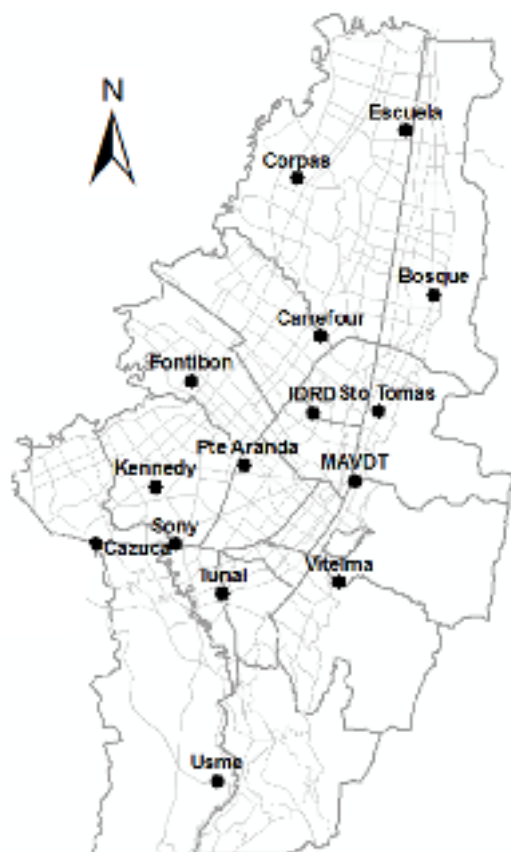 N
Escuela
Corpas
Bosque
Carrefour
Fontibon
IDRD Sto Tomas
Pte Aranda
MAVDT
Kennedy
Sony
Cazuca
Vitelma
Tunal
Usme